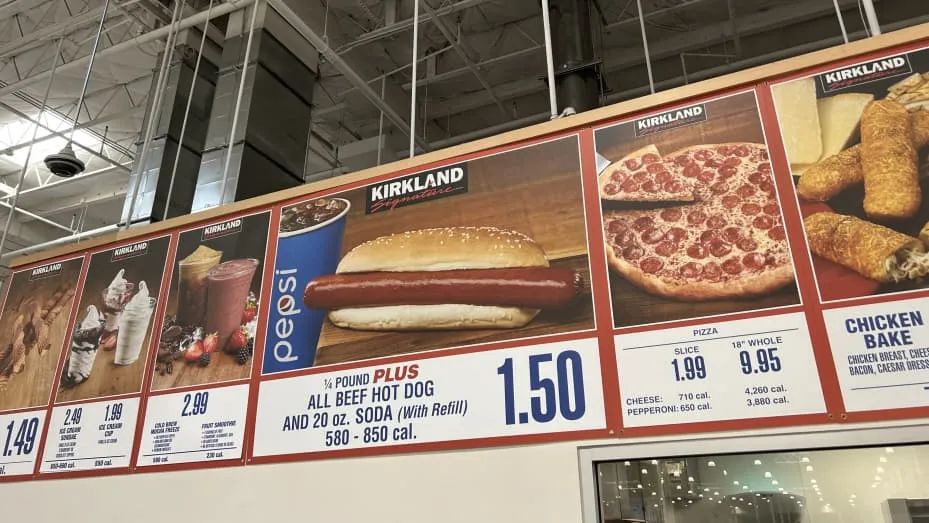 KIRKLAND
1.49
cal.
KIRKLAND
2.49
ICE CREAM
SUNDAE
1.99
ICE CREAM
CUP
KIRKLAND
2.99
COLD BREW
MOCHA FREEZE
FRUIT SMOOTHIE
KIRKLAND
Signature
pepsi
¼ POUND PLUS
ALL BEEF HOT DOG
AND 20 oz. SODA (With Refill)
580 - 850 cal.
1.50
KIRKLAND
Signature
PIZZA
SLICE
1.99
18" WHOLE
9.95
CHEESE: 710 cal. 4,260 cal.
PEPPERONI: 650 cal. 3,880 cal.
KIRKLAND
Signature
CHICKEN
BAKE
CHICKEN BREAST, CHEE
BACON, CAESAR DRESS